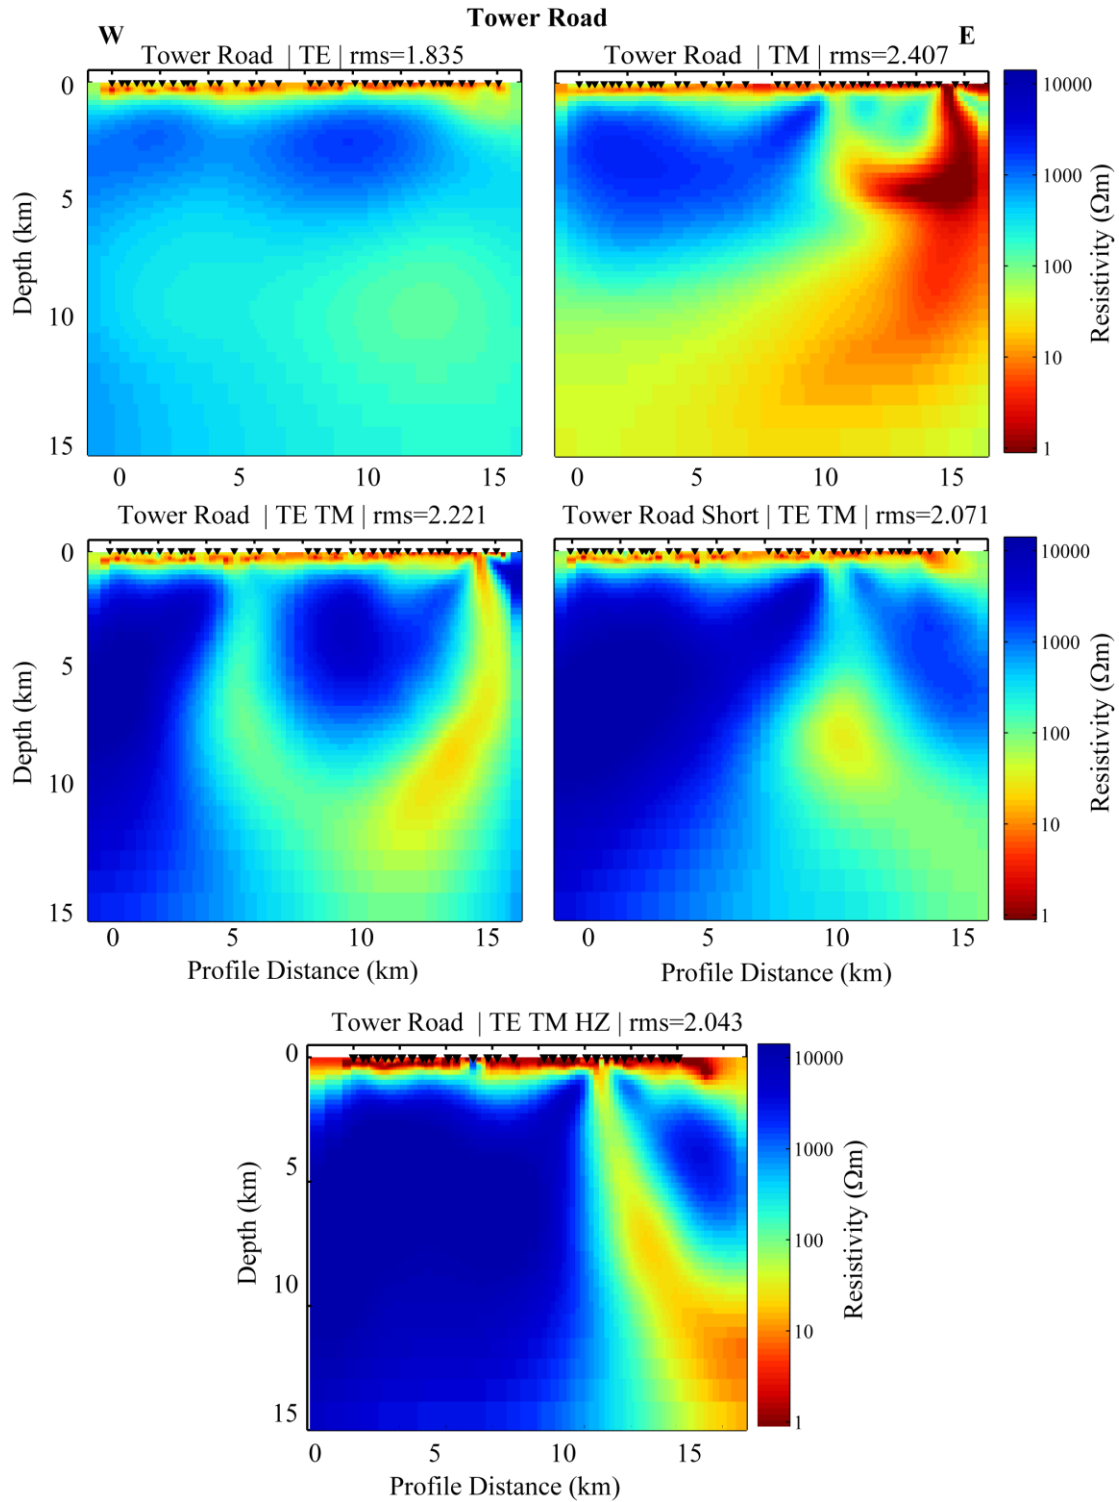 Tower Road
W
E
Tower Road | TE | rms=1.835
Tower Road | TM | rms=2.407
0
5
10
15
Depth (km)
0 5 10 15
0 5 10 15
10000
1000
100
10
1
Resistivity (Ωm)
Tower Road | TE TM | rms=2.221
Tower Road Short | TE TM | rms=2.071
0
5
10
15
Depth (km)
0 5 10 15
Profile Distance (km)
0 5 10 15
Profile Distance (km)
10000
1000
100
10
1
Resistivity (Ωm)
Tower Road | TE TM HZ | rms=2.043
0
5
10
15
Depth (km)
0 5 10 15
Profile Distance (km)
10000
1000
100
10
1
Resistivity (Ωm)